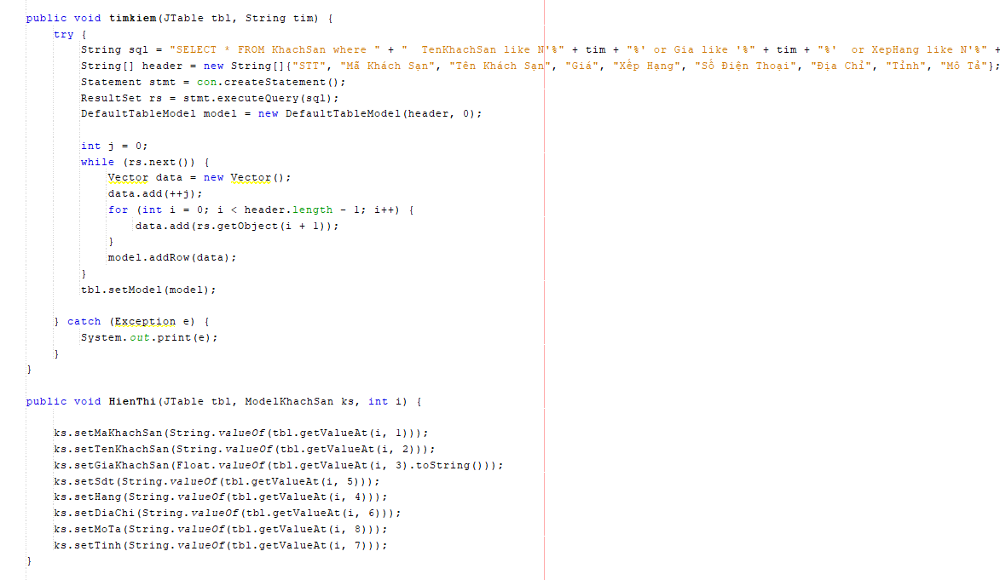 public void timkiem(JTable tbl, String tim) {
try {
String sql = "SELECT * FROM KhachSan where " + "  TenKhachSan like N'%" + tim + "%' or Gia like '%" + tim + "%'  or XepHang like N'%" +
String[] header = new String[]{"STT", "Mã Khách Sạn", "Tên Khách Sạn", "Giá", "Xếp Hạng", "Số Điện Thoại", "Địa Chỉ", "Tỉnh", "Mô Tả"};
Statement stmt = con.createStatement();
ResultSet rs = stmt.executeQuery(sql);
DefaultTableModel model = new DefaultTableModel(header, 0);
int j = 0;
while (rs.next()) {
Vector data = new Vector();
data.add(++j);
for (int i = 0; i < header.length - 1; i++) {
data.add(rs.getObject(i + 1));
}
model.addRow(data);
}
tbl.setModel(model);
} catch (Exception e) {
System.out.print(e);
}
}
public void HienThi(JTable tbl, ModelKhachSan ks, int i) {
ks.setMaKhachSan(String.valueOf(tbl.getValueAt(i, 1)));
ks.setTenKhachSan(String.valueOf(tbl.getValueAt(i, 2)));
ks.setGiaKhachSan(Float.valueOf(tbl.getValueAt(i, 3).toString()));
ks.setSdt(String.valueOf(tbl.getValueAt(i, 5)));
ks.setHang(String.valueOf(tbl.getValueAt(i, 4)));
ks.setDiaChi(String.valueOf(tbl.getValueAt(i, 6)));
ks.setMoTa(String.valueOf(tbl.getValueAt(i, 8)));
ks.setTinh(String.valueOf(tbl.getValueAt(i, 7)));
}